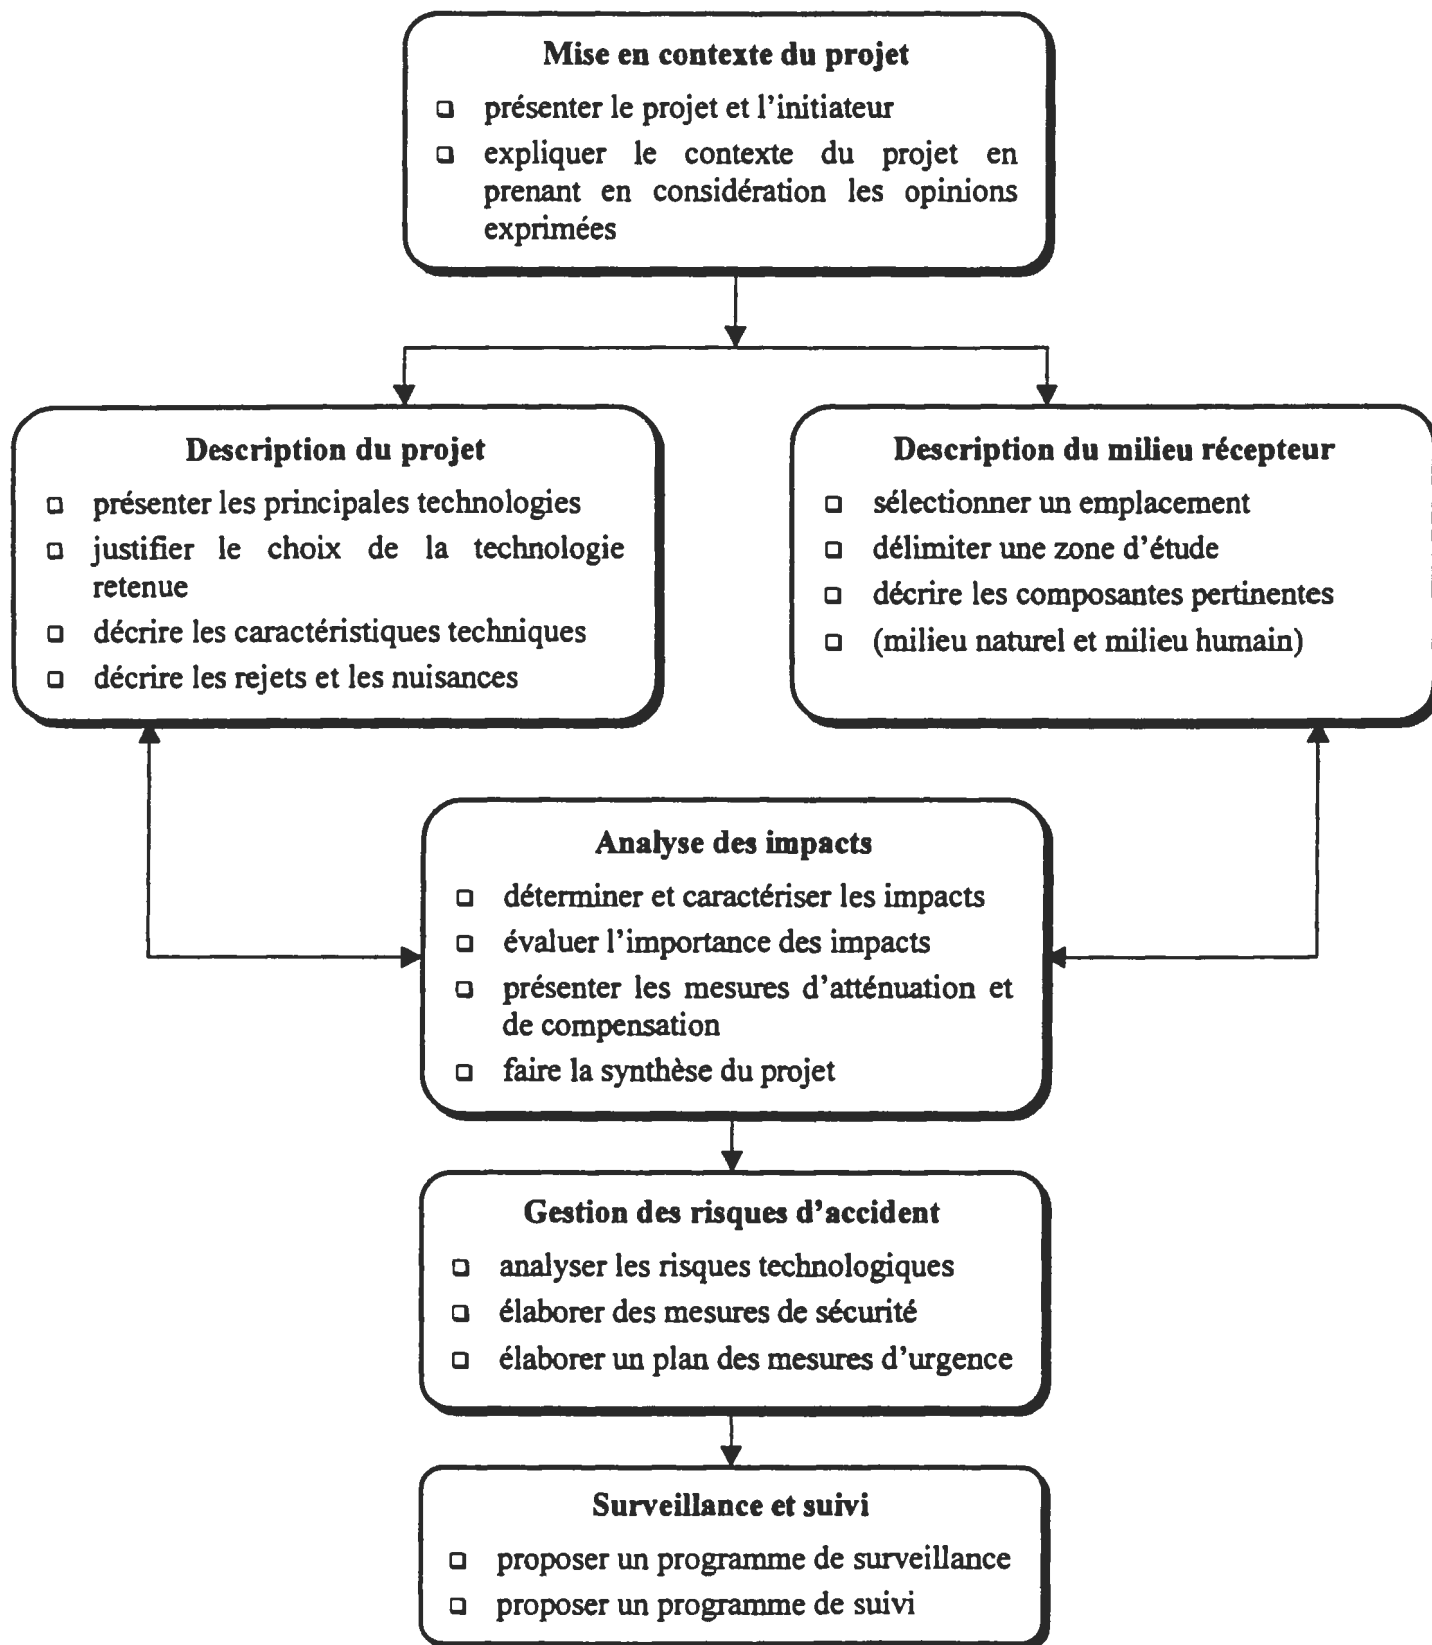 Mise en contexte du projet
❑ présenter le projet et l'initiateur
❑ expliquer le contexte du projet en
prenant en considération les opinions
exprimées
Description du projet
❑ présenter les principales technologies
❑ justifier le choix de la technologie
retenue
❑ décrire les caractéristiques techniques
❑ décrire les rejets et les nuisances
Description du milieu récepteur
❑ sélectionner un emplacement
❑ délimiter une zone d'étude
❑ décrire les composantes pertinentes
❑ (milieu naturel et milieu humain)
Analyse des impacts
❑ déterminer et caractériser les impacts
❑ évaluer l'importance des impacts
❑ présenter les mesures d'atténuation et
de compensation
❑ faire la synthèse du projet
Gestion des risques d'accident
❑ analyser les risques technologiques
❑ élaborer des mesures de sécurité
❑ élaborer un plan des mesures d'urgence
Surveillance et suivi
❑ proposer un programme de surveillance
❑ proposer un programme de suivi